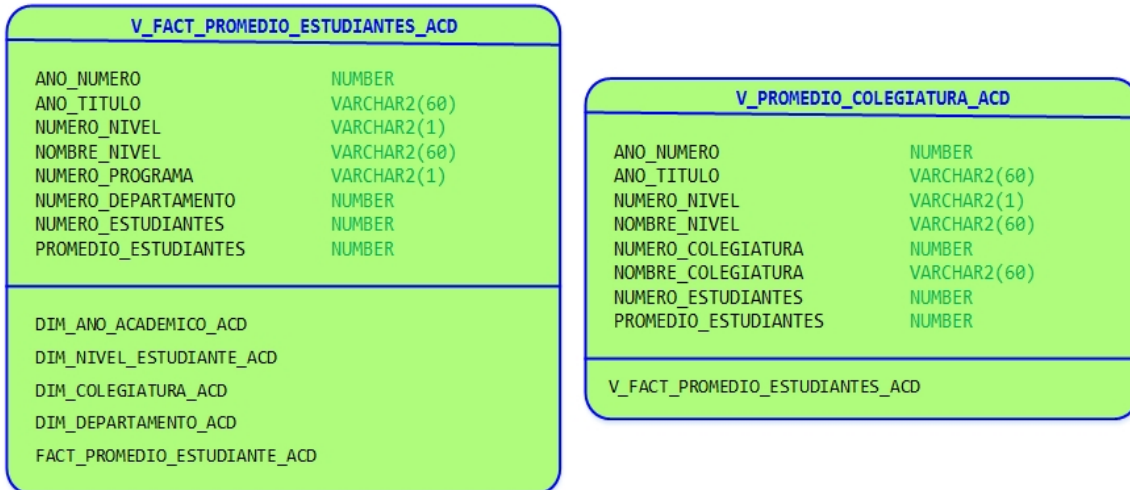 V_FACT_PROMEDIO_ESTUDIANTES_ACD
ANO_NUMERO NUMBER
ANO_TITULO VARCHAR2(60)
NUMERO_NIVEL VARCHAR2(1)
NOMBRE_NIVEL VARCHAR2(60)
NUMERO_PROGRAMA VARCHAR2(1)
NUMERO_DEPARTAMENTO NUMBER
NUMERO_ESTUDIANTES NUMBER
PROMEDIO_ESTUDIANTES NUMBER
DIM_ANO_ACADEMICO_ACD
DIM_NIVEL_ESTUDIANTE_ACD
DIM_COLEGIATURA_ACD
DIM_DEPARTAMENTO_ACD
FACT_PROMEDIO_ESTUDIANTE_ACD
V_PROMEDIO_COLEGIATURA_ACD
ANO_NUMERO NUMBER
ANO_TITULO VARCHAR2(60)
NUMERO_NIVEL VARCHAR2(1)
NOMBRE_NIVEL VARCHAR2(60)
NUMERO_COLEGIATURA NUMBER
NOMBRE_COLEGIATURA VARCHAR2(60)
NUMERO_ESTUDIANTES NUMBER
PROMEDIO_ESTUDIANTES NUMBER
V_FACT_PROMEDIO_ESTUDIANTES_ACD